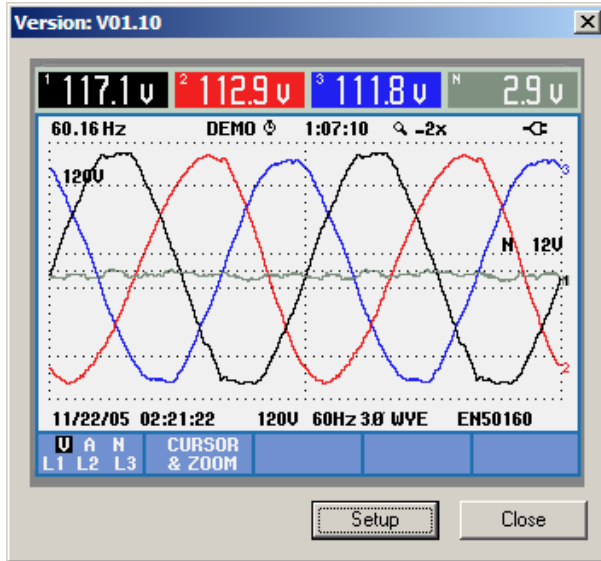 Version: V01.10
1 117.1 V 2 112.9 V 3 111.8 V N 2.9 V
60.16 Hz DEMO 1:07:10 -2x
120V
3
N 12V
1
2
11/22/05 02:21:22 120V 60Hz 3Ø WYE EN50160
V A N CURSOR
L1 L2 L3 & ZOOM
Setup Close